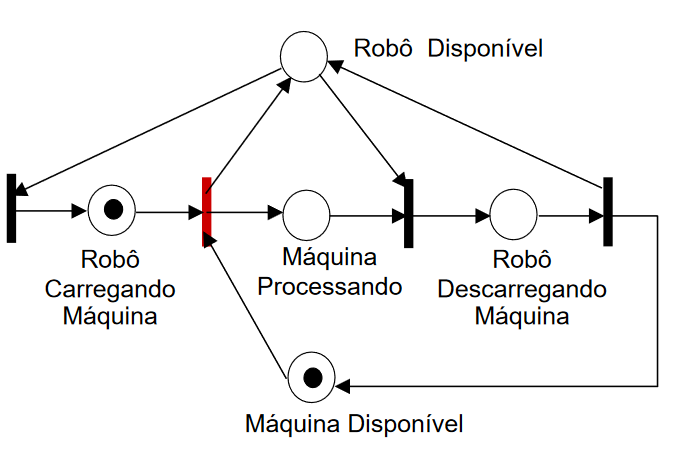 Robô Disponível
Robô
Carregando
Máquina
Máquina
Processando
Robô
Descarregando
Máquina
Máquina Disponível